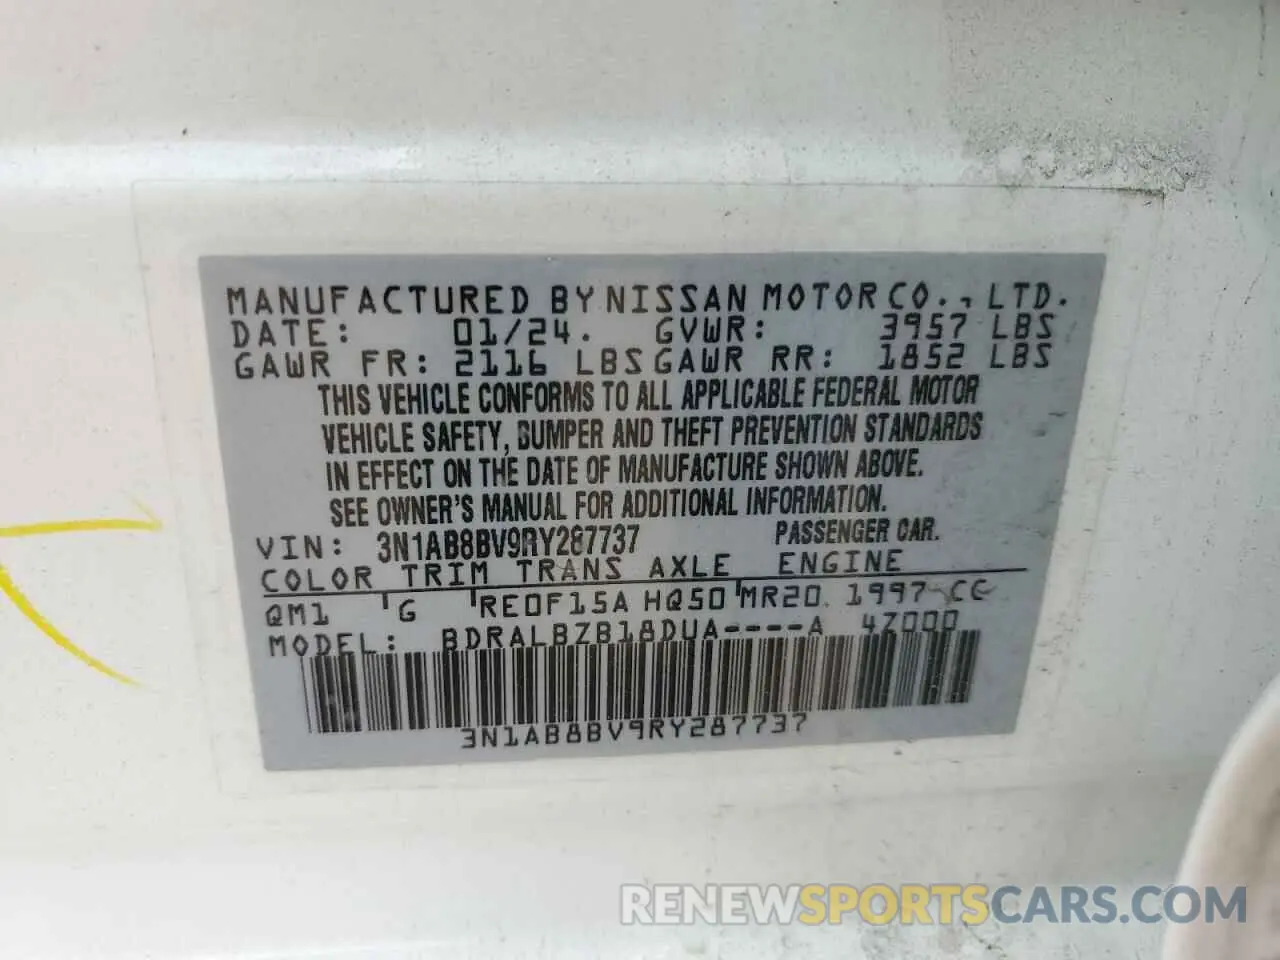 MANUFACTURED BY NISSAN MOTOR CO., LTD.
DATE: 01/24. GVWR: 3957 LBS
GAWR FR: 2116 LBS GAWR RR: 1852 LBS
THIS VEHICLE CONFORMS TO ALL APPLICABLE FEDERAL MOTOR
VEHICLE SAFETY, BUMPER AND THEFT PREVENTION STANDARDS
IN EFFECT ON THE DATE OF MANUFACTURE SHOWN ABOVE.
SEE OWNER'S MANUAL FOR ADDITIONAL INFORMATION.
VIN: 3N1AB8BV9RY287737 PASSENGER CAR.
COLOR TRIM TRANS AXLE ENGINE
QM1 G RE0F15A HQ50 MR20 1997 CC
MODEL: BDRALBZB18DUA----A 4Z000
3N1AB8BV9RY287737
RENEWSPORTSCARS.COM